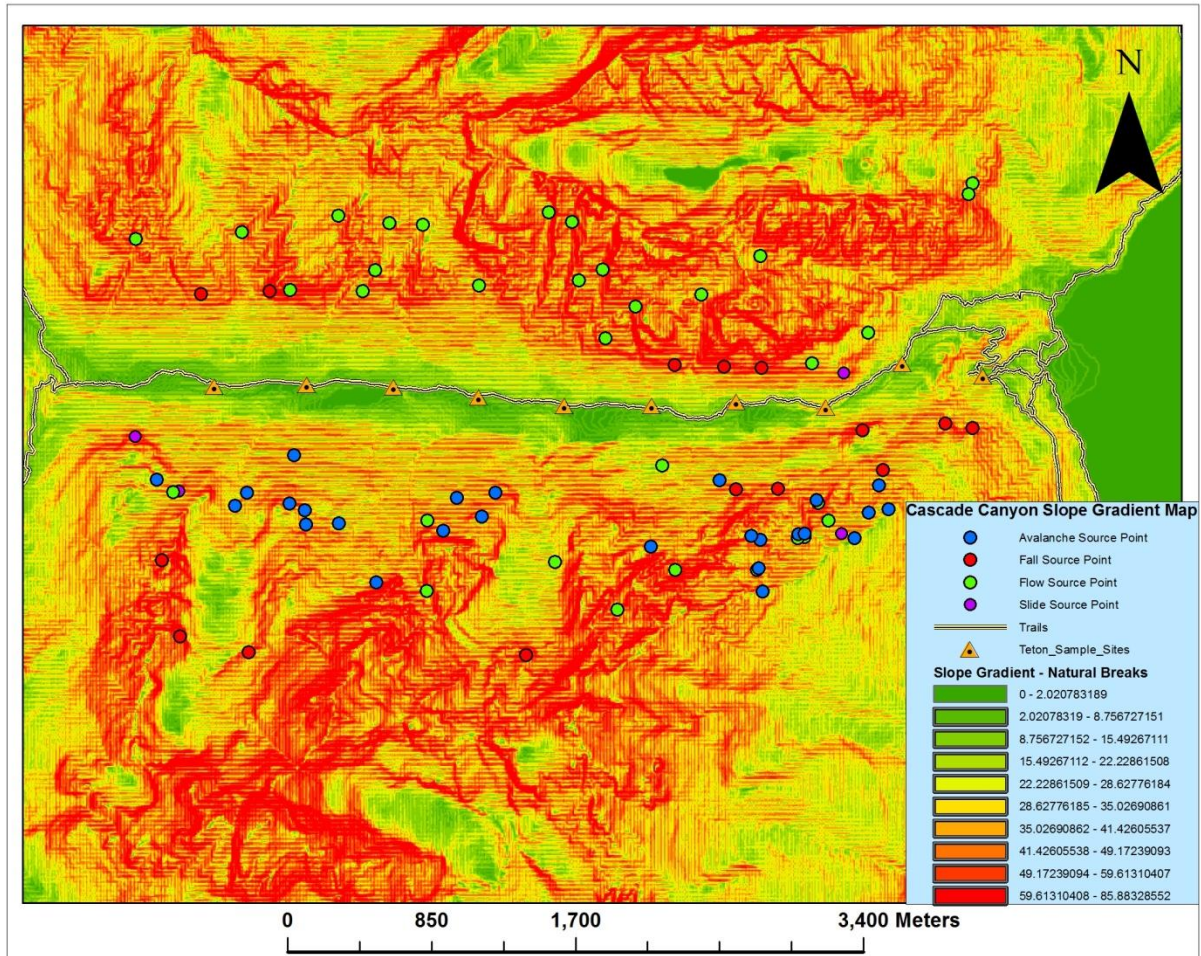 N
Cascade Canyon Slope Gradient Map
Avalanche Source Point
Fall Source Point
Flow Source Point
Slide Source Point
Trails
Teton_Sample_Sites
Slope Gradient - Natural Breaks
0 - 2.020783189
2.02078319 - 8.756727151
8.756727152 - 15.49267111
15.49267112 - 22.22861508
22.22861509 - 28.62776184
28.62776185 - 35.02690861
35.02690862 - 41.42605537
41.42605538 - 49.17239093
49.17239094 - 59.61310407
59.61310408 - 85.88328552
0 850 1,700 3,400 Meters